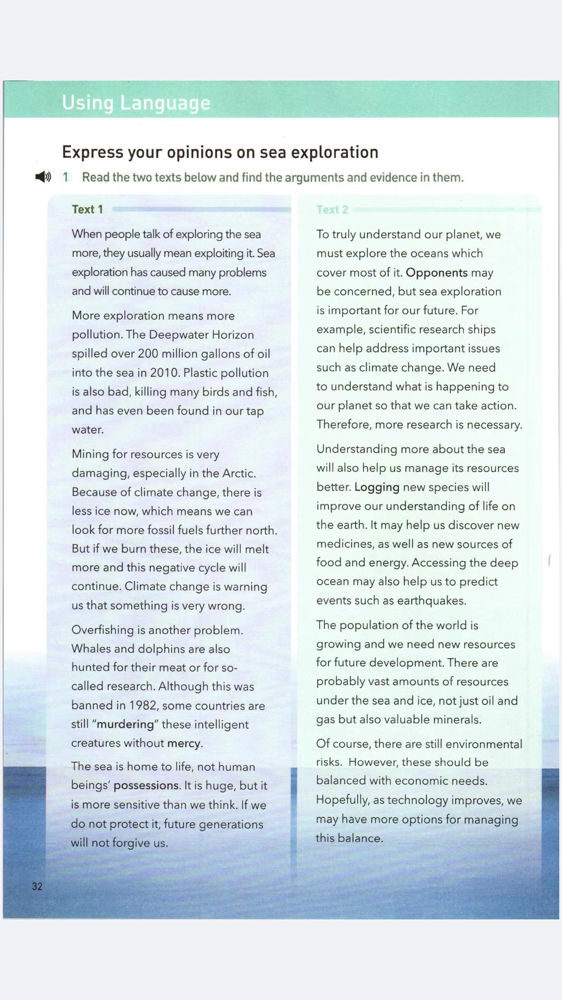 Using Language
Express your opinions on sea exploration
1 Read the two texts below and find the arguments and evidence in them.
Text 1
When people talk of exploring the sea
more, they usually mean exploiting it. Sea
exploration has caused many problems
and will continue to cause more.
More exploration means more
pollution. The Deepwater Horizon
spilled over 200 million gallons of oil
into the sea in 2010. Plastic pollution
is also bad, killing many birds and fish,
and has even been found in our tap
water.
Mining for resources is very
damaging, especially in the Arctic.
Because of climate change, there is
less ice now, which means we can
look for more fossil fuels further north.
But if we burn these, the ice will melt
more and this negative cycle will
continue. Climate change is warning
us that something is very wrong.
Overfishing is another problem.
Whales and dolphins are also
hunted for their meat or for so-
called research. Although this was
banned in 1982, some countries are
still "murdering" these intelligent
creatures without mercy.
The sea is home to life, not human
beings' possessions. It is huge, but it
is more sensitive than we think. If we
do not protect it, future generations
will not forgive us.
Text 2
To truly understand our planet, we
must explore the oceans which
cover most of it. Opponents may
be concerned, but sea exploration
is important for our future. For
example, scientific research ships
can help address important issues
such as climate change. We need
to understand what is happening to
our planet so that we can take action.
Therefore, more research is necessary.
Understanding more about the sea
will also help us manage its resources
better. Logging new species will
improve our understanding of life on
the earth. It may help us discover new
medicines, as well as new sources of
food and energy. Accessing the deep
ocean may also help us to predict
events such as earthquakes.
The population of the world is
growing and we need new resources
for future development. There are
probably vast amounts of resources
under the sea and ice, not just oil and
gas but also valuable minerals.
Of course, there are still environmental
risks. However, these should be
balanced with economic needs.
Hopefully, as technology improves, we
may have more options for managing
this balance.
32